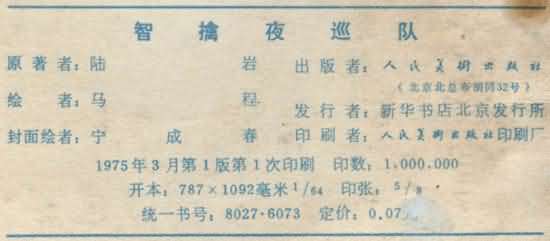 智擒夜巡队
原著者：陆岩 出版者：人民美术出版社
（北京北总布胡同32号）
绘者：马程 发行者：新华书店北京发行所
封面绘者：宁成春 印刷者：人民美术出版社印刷厂
1975年3月第1版第1次印刷 印数：1,000,000
开本：787×1092毫米1/64 印张：5/8
统一书号：8027·6073 定价：0.07